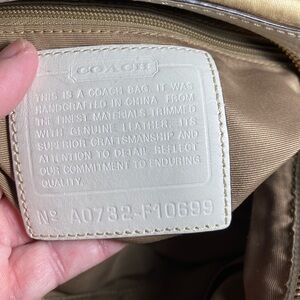 COACH
THIS IS A COACH BAG. IT WAS
HANDCRAFTED IN CHINA FROM
THE FINEST MATERIALS TRIMMED
WITH GENUINE LEATHER. ITS
SUPERIOR CRAFTSMANSHIP AND
ATTENTION TO DETAIL REFLECT
OUR COMMITMENT TO ENDURING
QUALITY.
Nº A0782-F10699